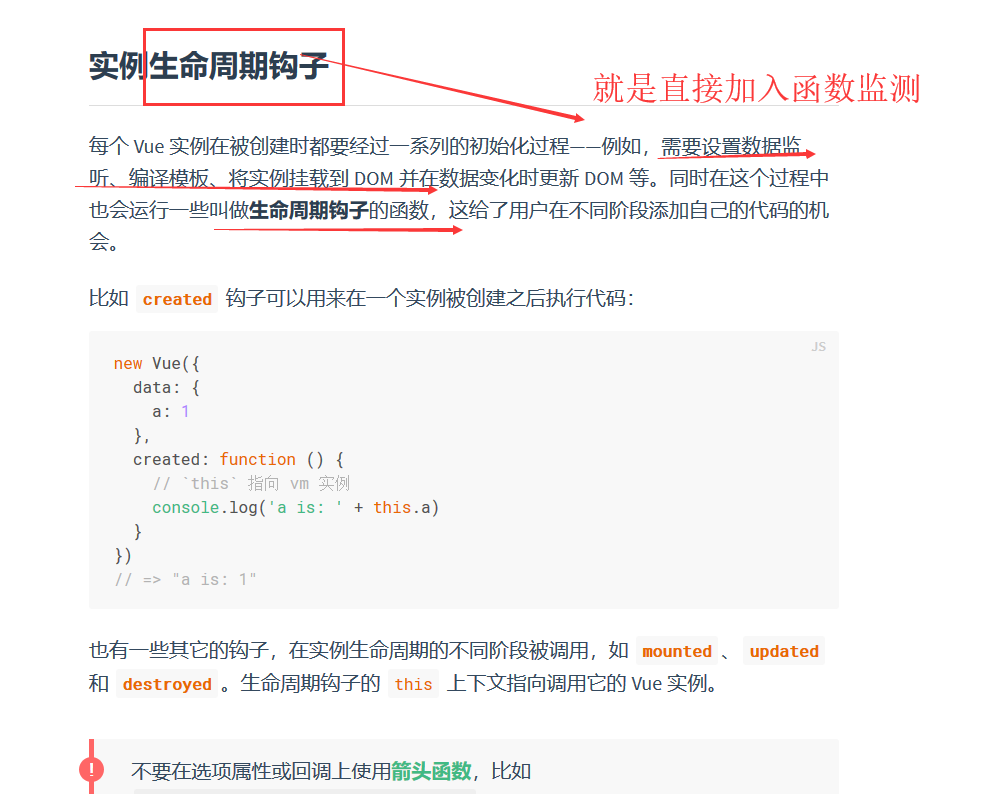 实例生命周期钩子
就是直接加入函数监测
每个 Vue 实例在被创建时都要经过一系列的初始化过程——例如，需要设置数据监
听、编译模板、将实例挂载到 DOM 并在数据变化时更新 DOM 等。同时在这个过程中
也会运行一些叫做生命周期钩子的函数，这给了用户在不同阶段添加自己的代码的机
会。
比如 created 钩子可以用来在一个实例被创建之后执行代码：
JS
new Vue({
  data: {
    a: 1
  },
  created: function () {
    // `this` 指向 vm 实例
    console.log('a is: ' + this.a)
  }
})
// => "a is: 1"
也有一些其它的钩子，在实例生命周期的不同阶段被调用，如 mounted 、 updated
和 destroyed 。生命周期钩子的 this 上下文指向调用它的 Vue 实例。
! 不要在选项属性或回调上使用箭头函数，比如